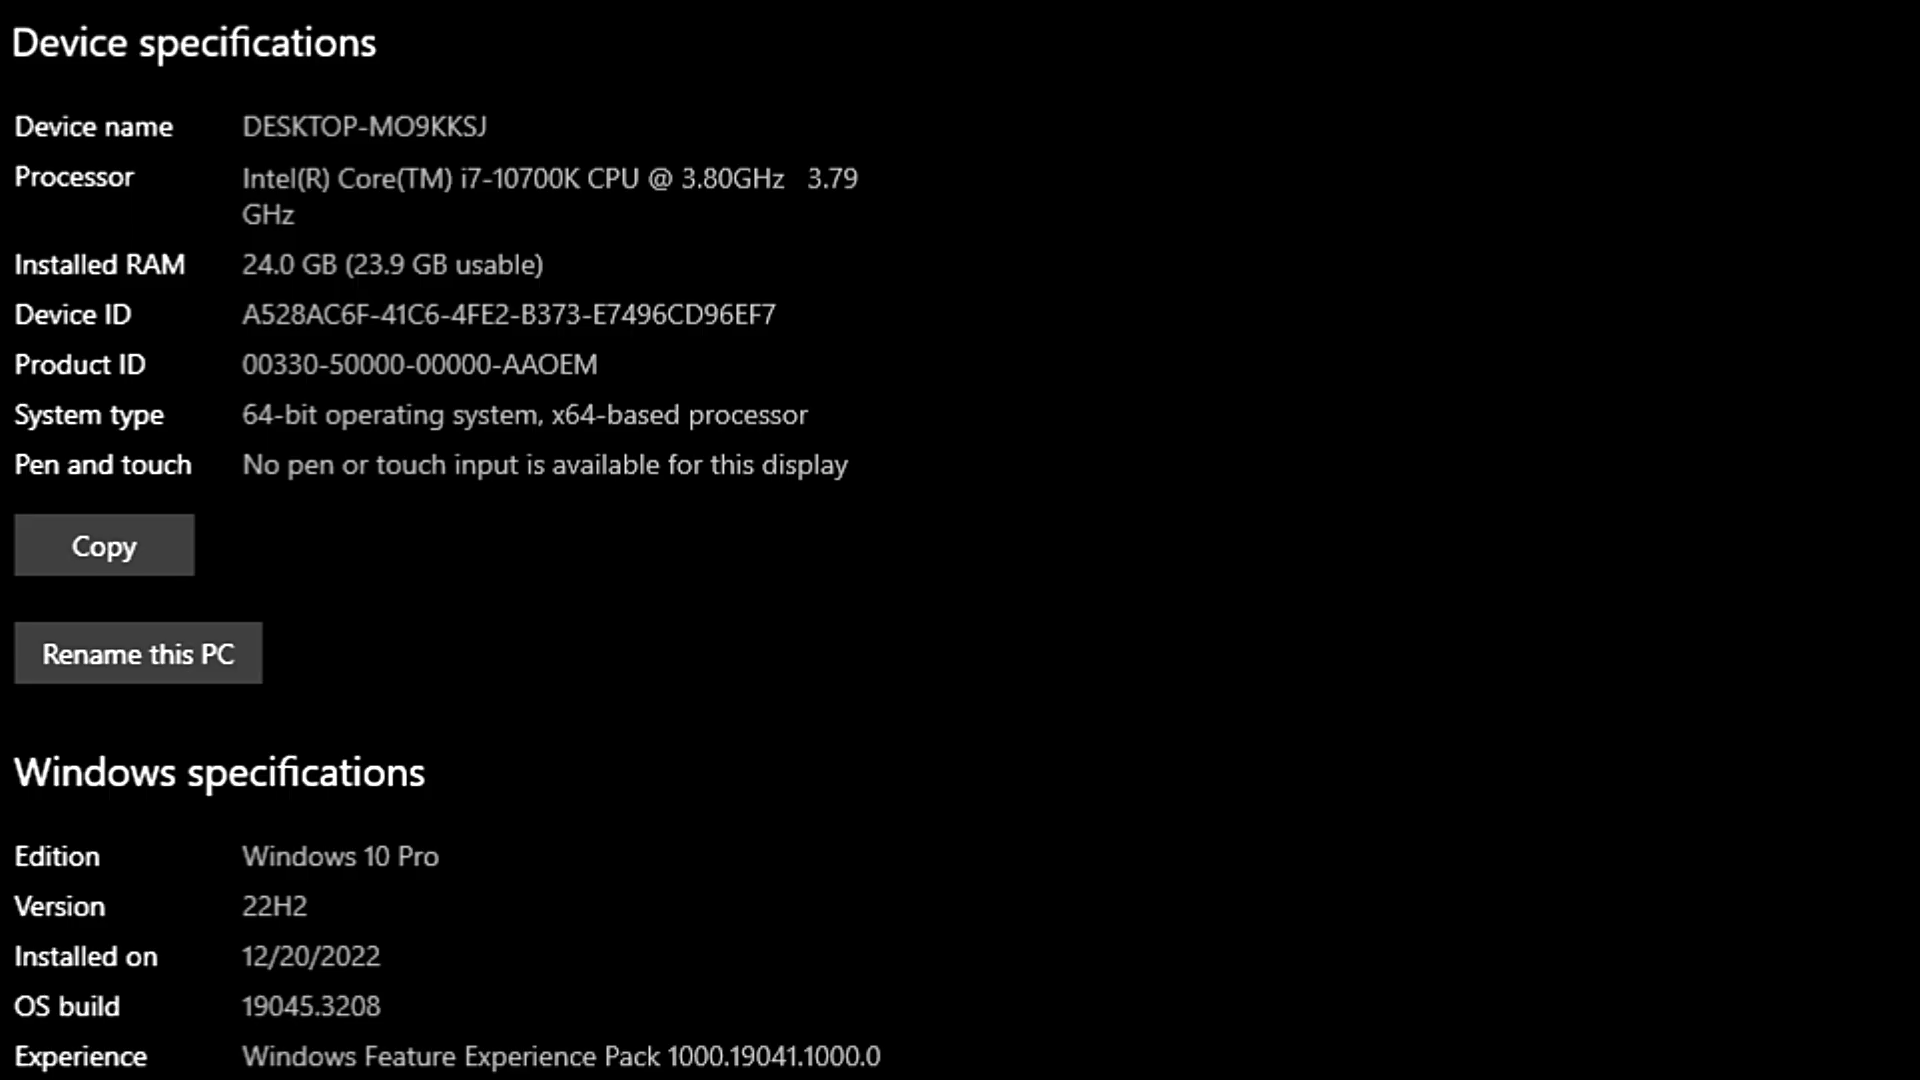 Device specifications
Device name DESKTOP-MO9KKSJ
Processor Intel(R) Core(TM) i7-10700K CPU @ 3.80GHz 3.79
GHz
Installed RAM 24.0 GB (23.9 GB usable)
Device ID A528AC6F-41C6-4FE2-B373-E7496CD96EF7
Product ID 00330-50000-00000-AAOEM
System type 64-bit operating system, x64-based processor
Pen and touch No pen or touch input is available for this display
Copy
Rename this PC
Windows specifications
Edition Windows 10 Pro
Version 22H2
Installed on 12/20/2022
OS build 19045.3208
Experience Windows Feature Experience Pack 1000.19041.1000.0